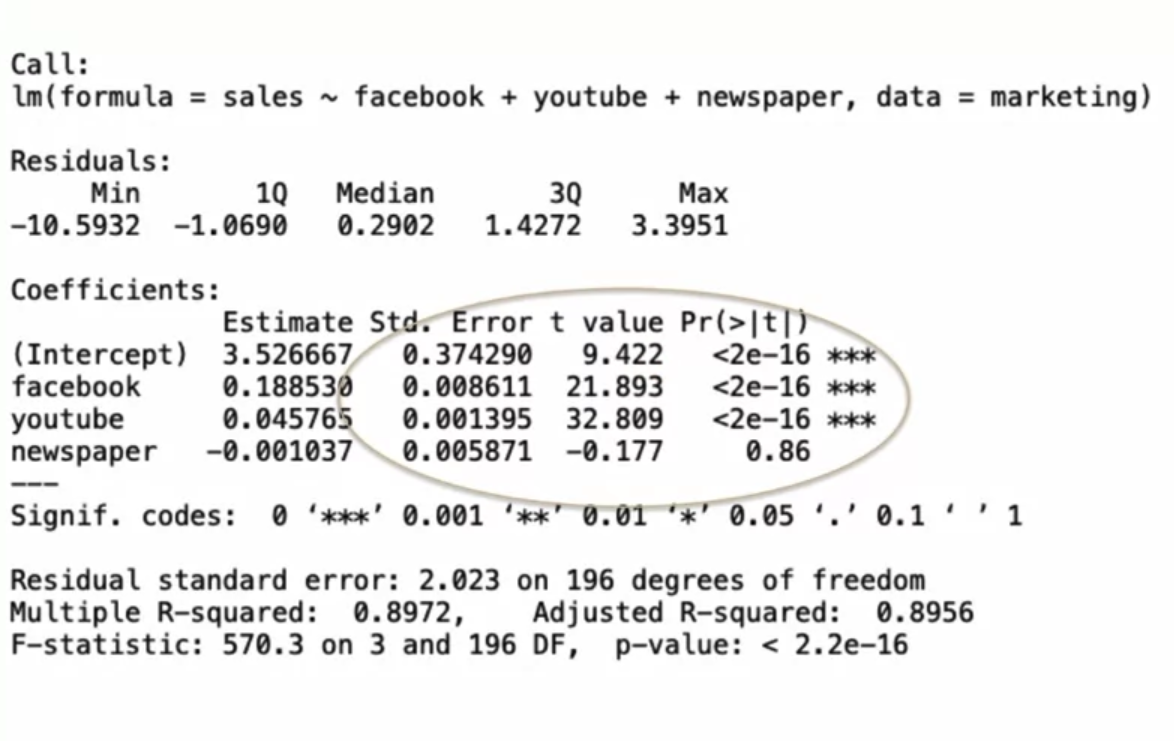 Call:
lm(formula = sales ~ facebook + youtube + newspaper, data = marketing)
Residuals:
Min 1Q Median 3Q Max
−10.5932 −1.0690 0.2902 1.4272 3.3951
Coefficients:
Estimate Std. Error t value Pr(>|t|)
(Intercept) 3.526667 0.374290 9.422 <2e−16 ***
facebook 0.188530 0.008611 21.893 <2e−16 ***
youtube 0.045765 0.001395 32.809 <2e−16 ***
newspaper −0.001037 0.005871 −0.177 0.86
−−−
Signif. codes: 0 ‘***’ 0.001 ‘**’ 0.01 ‘*’ 0.05 ‘.’ 0.1 ‘ ’ 1
Residual standard error: 2.023 on 196 degrees of freedom
Multiple R−squared: 0.8972, Adjusted R−squared: 0.8956
F−statistic: 570.3 on 3 and 196 DF, p−value: < 2.2e−16